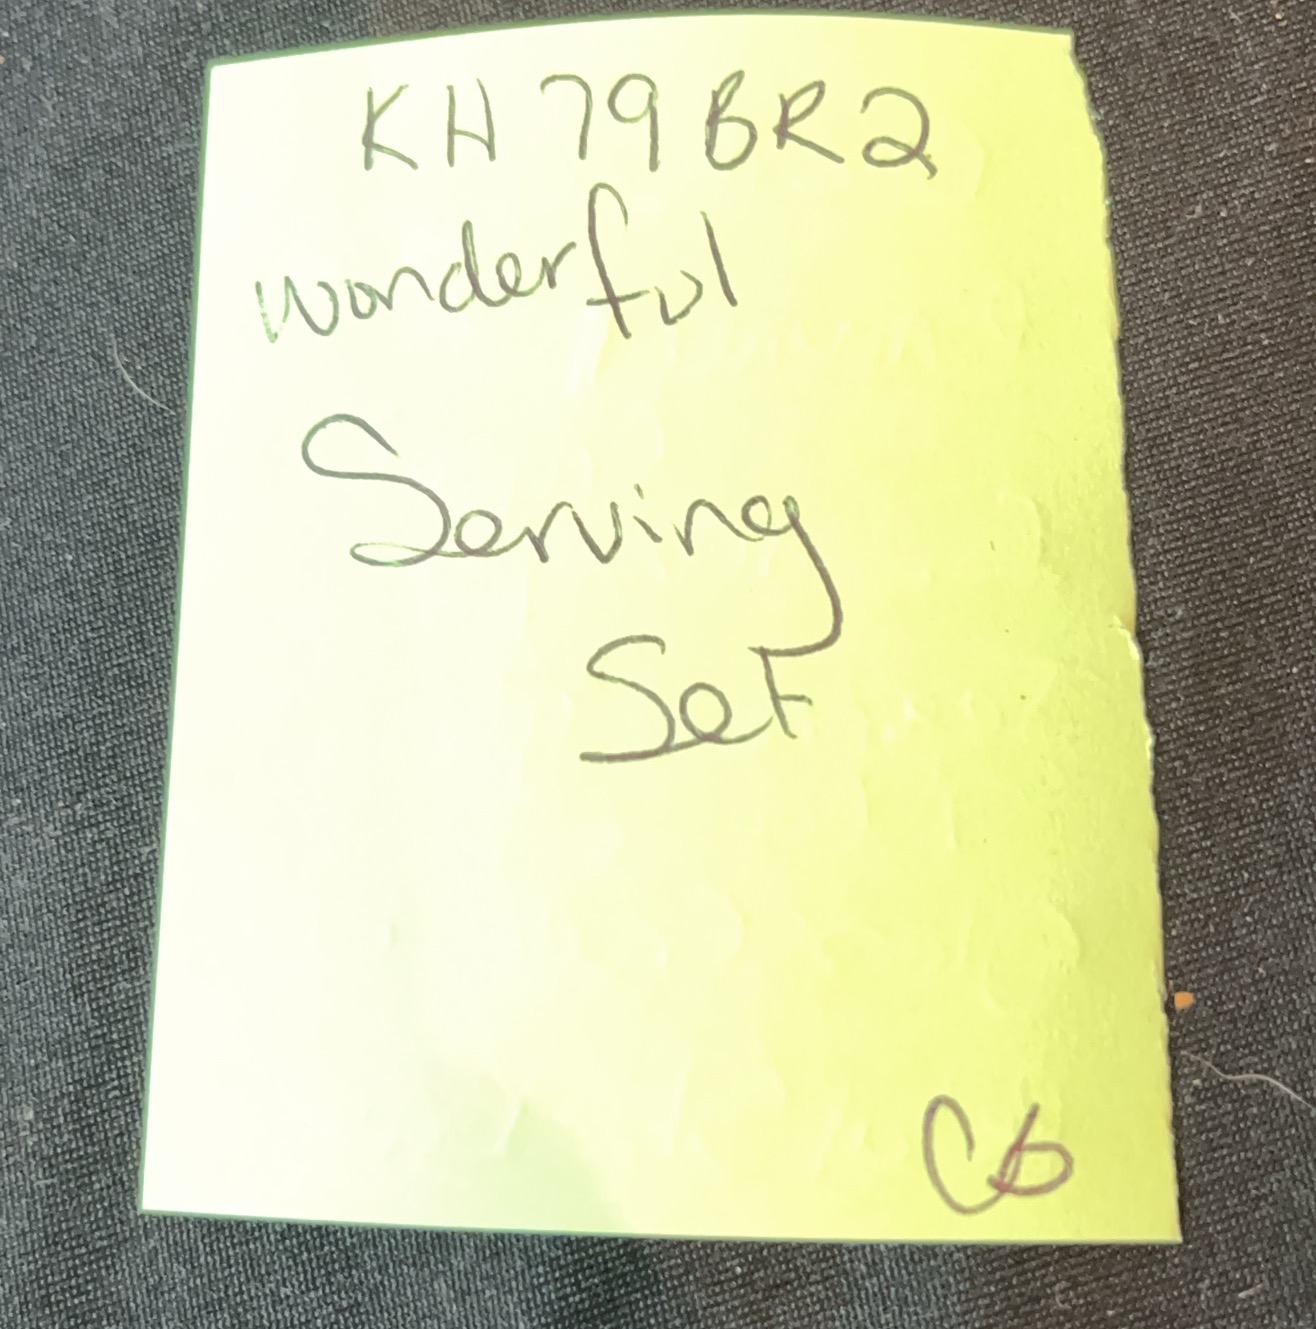 KH79BR2
wonderful
Serving
Set
C6